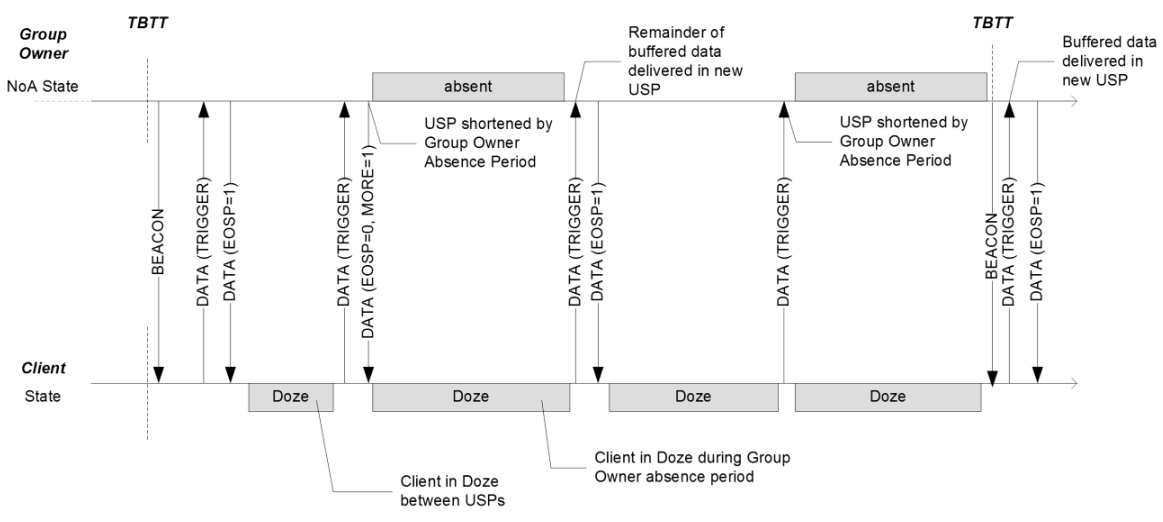 TBTT
TBTT
Group
Owner
NoA State
absent
absent
Remainder of
buffered data
delivered in new
USP
Buffered data
delivered in
new USP
USP shortened by
Group Owner
Absence Period
USP shortened by
Group Owner
Absence Period
BEACON
DATA (TRIGGER)
DATA (EOSP=1)
DATA (TRIGGER)
DATA (EOSP=0, MORE=1)
DATA (TRIGGER)
DATA (EOSP=1)
DATA (TRIGGER)
BEACON
DATA (TRIGGER)
DATA (EOSP=1)
Client
State
Doze
Doze
Doze
Doze
Client in Doze
between USPs
Client in Doze during Group
Owner absence period